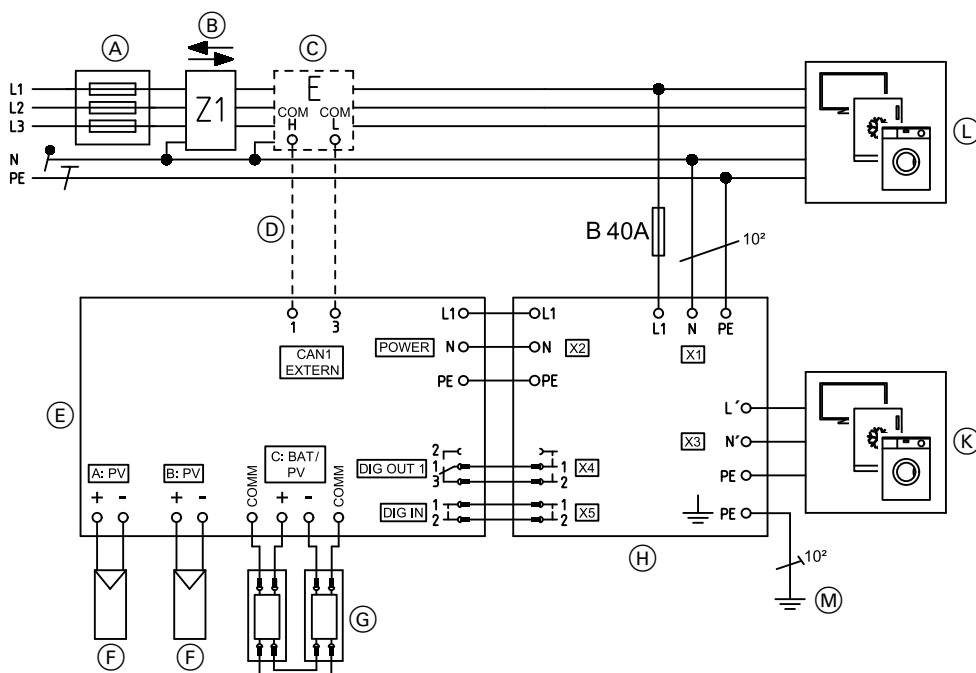 A
B
C
L1
L2
L3
N
PE
Z1
E
COM COM
H L
L
D
B 40A
10²
1 3
CAN1
EXTERN
L1
N
PE
POWER
L1
N
PE
X2
L1 N PE
X1
E
A: PV
+ -
B: PV
+ -
COMM
C: BAT/
PV
+ -
COMM
DIG OUT 1
2
1
3
1
2
X4
DIG IN
1
2
1
2
X5
L´
N´
PE
PE
X3
K
H
10²
M
F
F
G